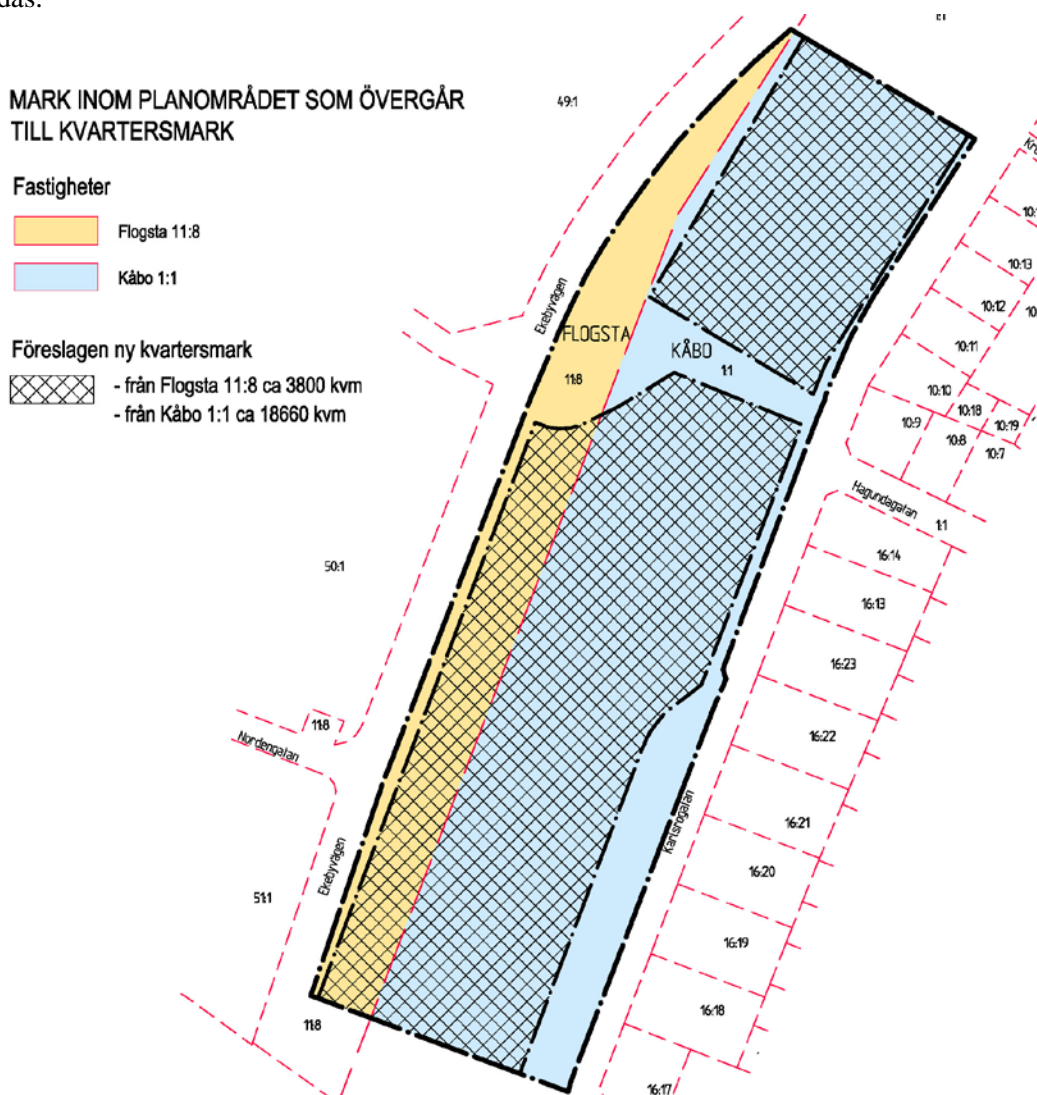 das.
MARK INOM PLANOMRÅDET SOM ÖVERGÅR
TILL KVARTERSMARK
Fastigheter
Flogsta 11:8
Kåbo 1:1
Föreslagen ny kvartersmark
- från Flogsta 11:8 ca 3800 kvm
- från Kåbo 1:1 ca 18660 kvm
49:1
Ekebyvägen
FLOGSTA
11:8
KÅBO
1:1
10:13
10:12
10:11
10:10
10:18
10:19
10:9
10:8
10:7
Hagundagatan
1:1
50:1
16:14
16:13
16:23
16:22
16:21
16:20
16:19
16:18
16:17
11:8
Nordengatan
Ekebyvägen
Karlsrogatan
51:1
11:8